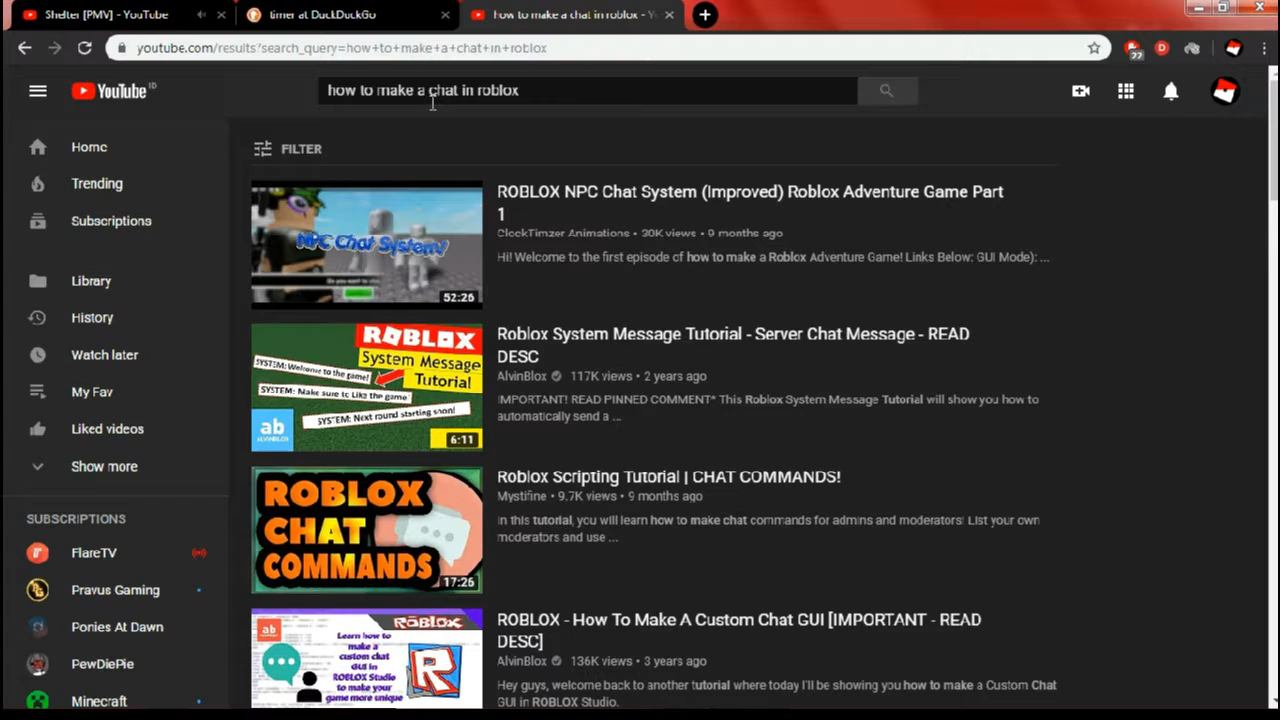 Shelter [PMV] - YouTube
timer at DuckDuckGo
how to make a chat in roblox - Y
youtube.com/results?search_query=how+to+make+a+chat+in+roblox
27
YouTube ID
how to make a chat in roblox
Home
Trending
Subscriptions
Library
History
Watch later
My Fav
Liked videos
Show more
SUBSCRIPTIONS
FlareTV
Pravus Gaming
Ponies At Dawn
PewDiePie
Minecraft
FILTER
NPC Chat System!
52:26
ROBLOX NPC Chat System (Improved) Roblox Adventure Game Part
1
ClockTimzer Animations • 30K views • 9 months ago
Hi! Welcome to the first episode of how to make a Roblox Adventure Game! Links Below: GUI Mode): ...
ROBLOX
System Message
Tutorial
SYSTEM: Welcome to the game!
SYSTEM: Make sure to Like the game!
SYSTEM: Next round starting soon!
ab
ALVINBLOX
6:11
Roblox System Message Tutorial - Server Chat Message - READ
DESC
AlvinBlox 117K views • 2 years ago
IMPORTANT! READ PINNED COMMENT* This Roblox System Message Tutorial will show you how to
automatically send a ...
ROBLOX
CHAT
COMMANDS
17:26
Roblox Scripting Tutorial | CHAT COMMANDS!
Mystifine • 9.7K views • 9 months ago
In this tutorial, you will learn how to make chat commands for admins and moderators! List your own
moderators and use ...
ab
ROBLOX
Learn how to
make a
custom chat
GUI in
ROBLOX Studio
to make your
game more unique
ROBLOX - How To Make A Custom Chat GUI [IMPORTANT - READ
DESC]
AlvinBlox 136K views • 3 years ago
Hey guys, welcome back to another tutorial where today I'll be showing you how to make a Custom Chat
GUI in ROBLOX Studio.